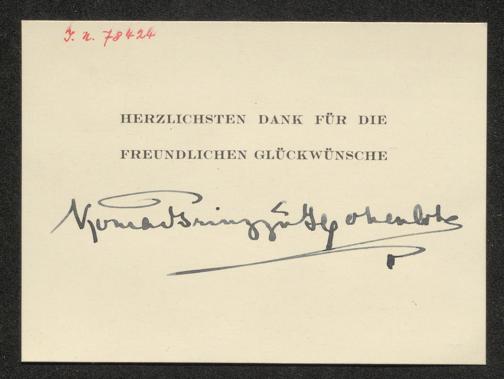 J. n. 78424
HERZLICHSTEN DANK FÜR DIE
FREUNDLICHEN GLÜCKWÜNSCHE
Konrad Prinz zu Hohenlohe